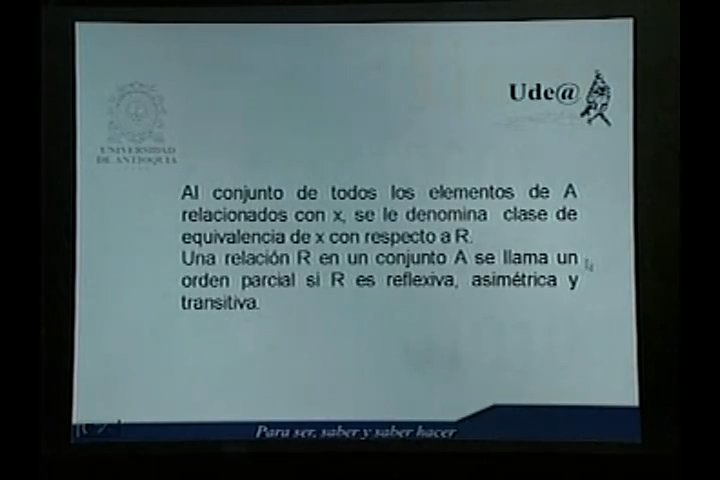 Ude@
UNIVERSIDAD
DE ANTIOQUIA
Al conjunto de todos los elementos de A
relacionados con x, se le denomina clase de
equivalencia de x con respecto a R.
Una relación R en un conjunto A se llama un
orden parcial si R es reflexiva, asimétrica y
transitiva.
Para ser, saber y saber hacer